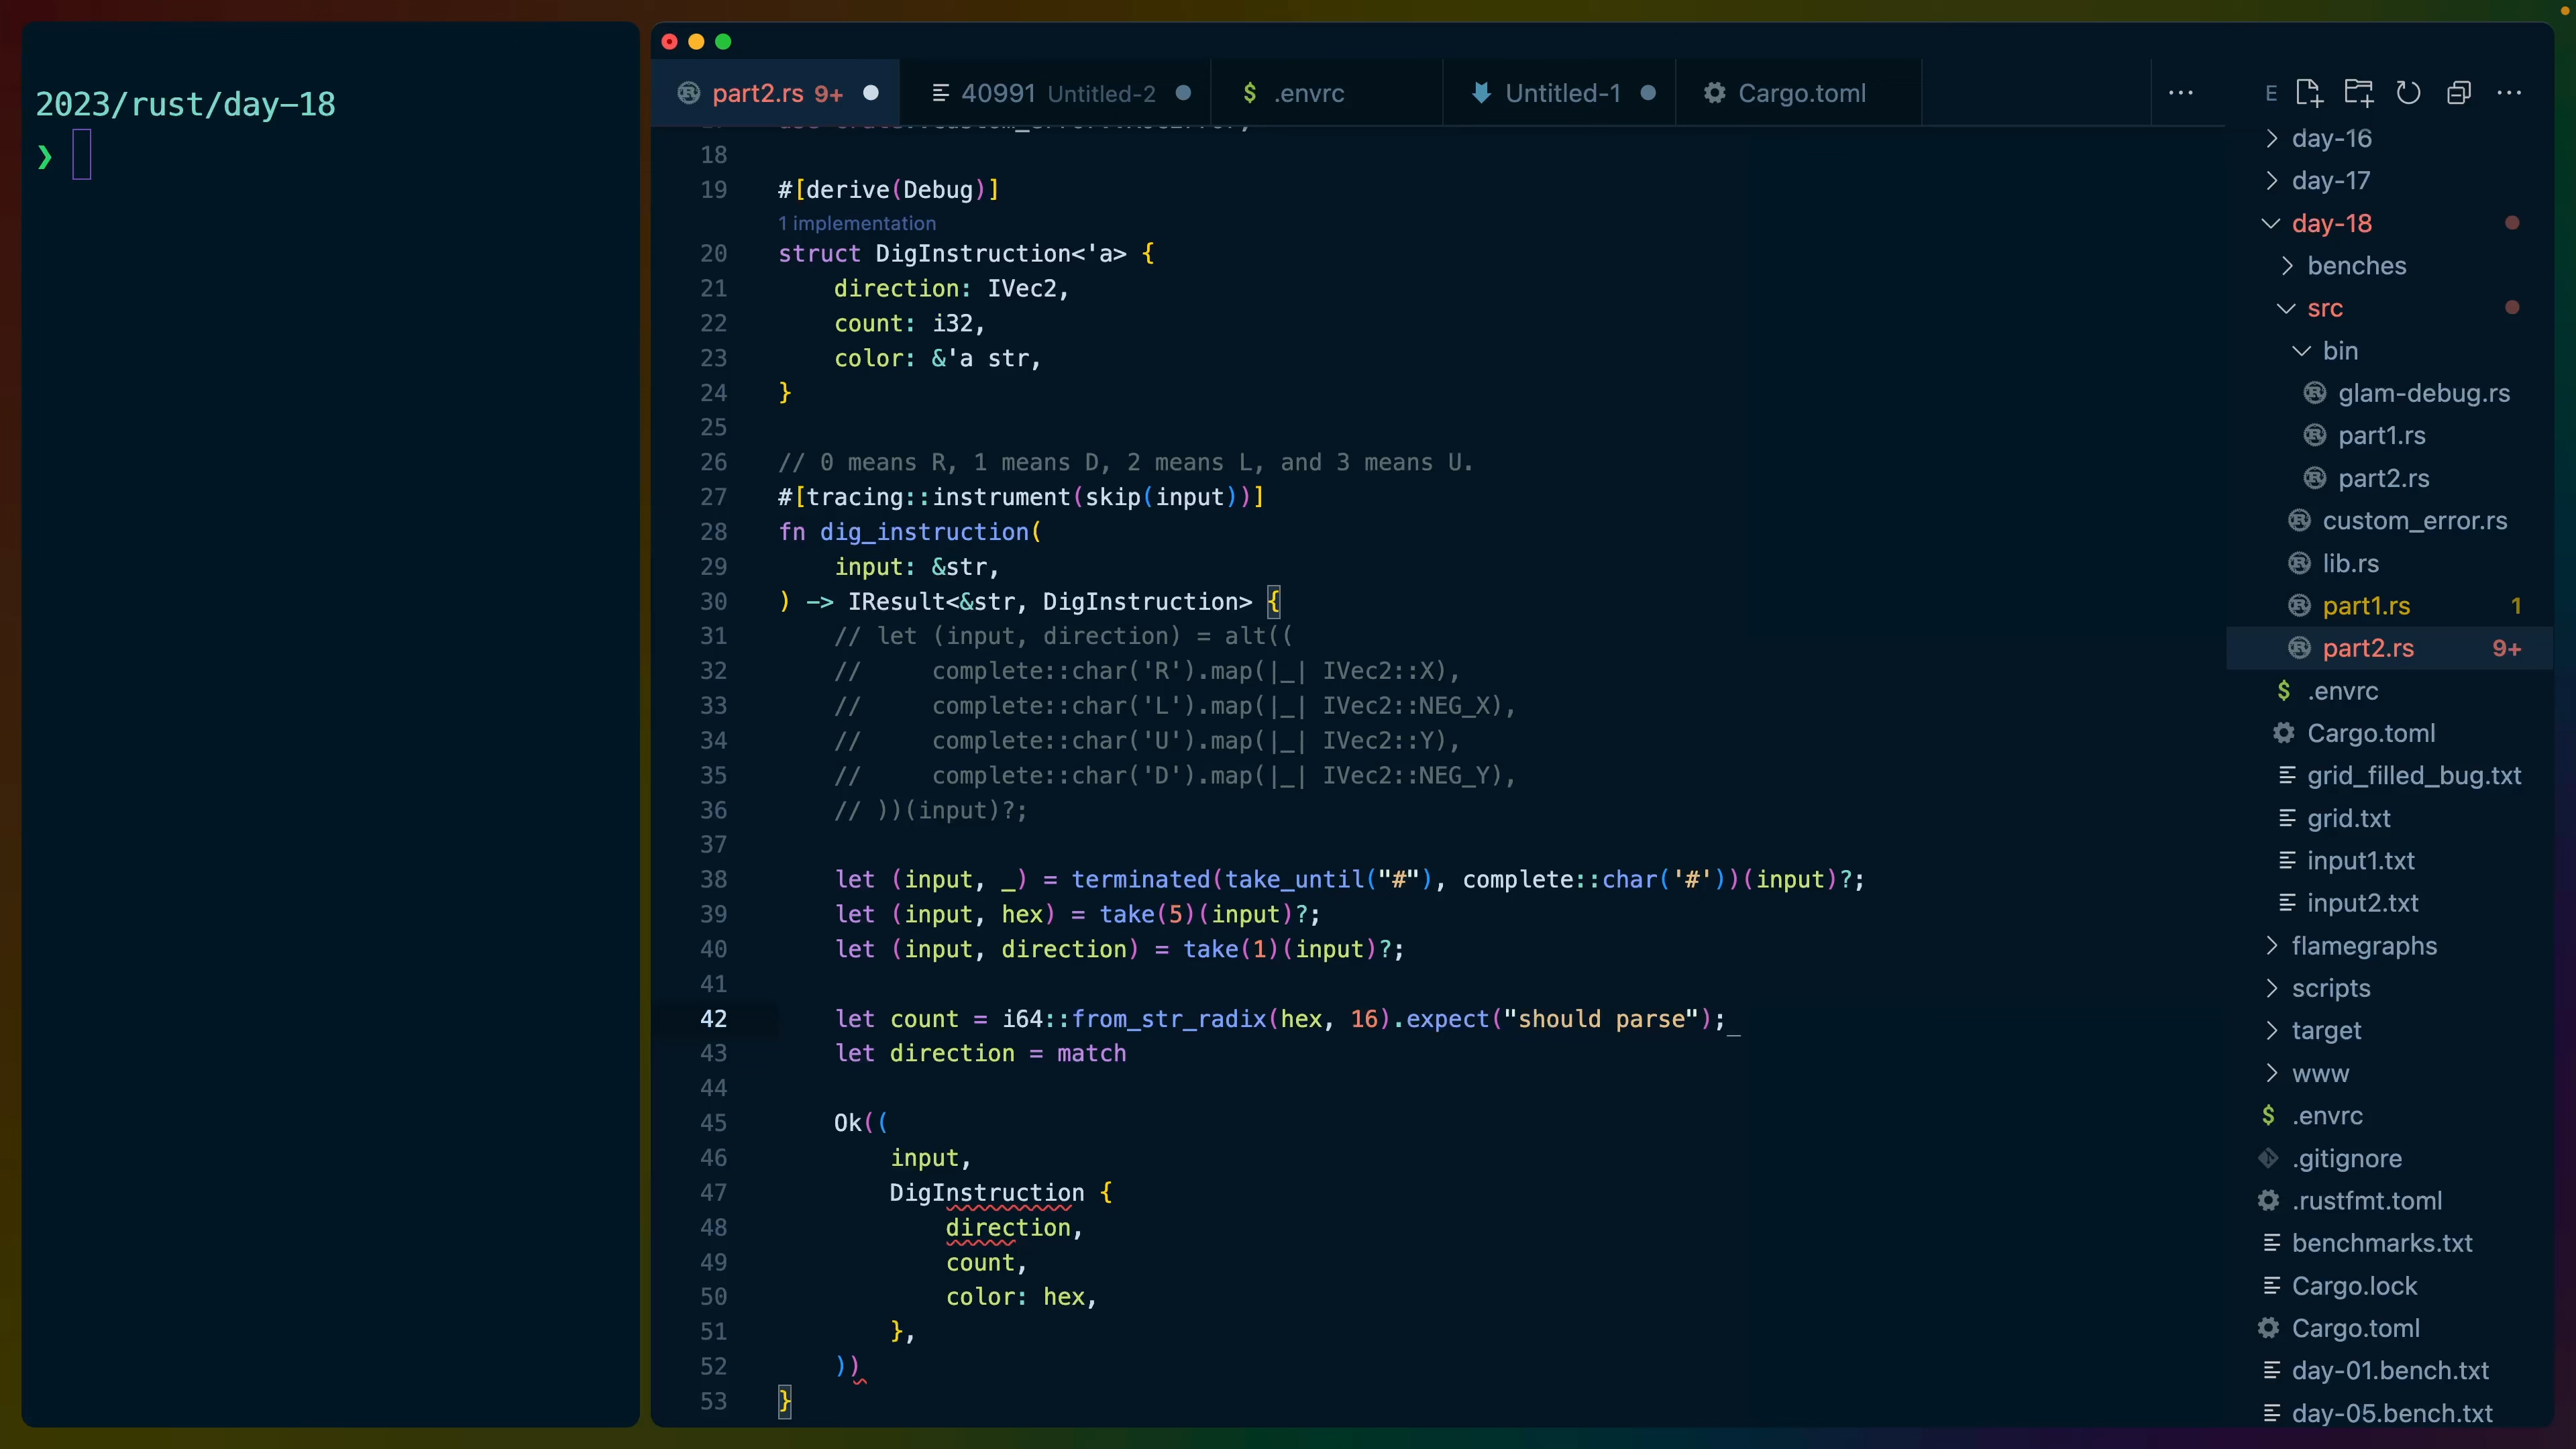 2023/rust/day-18
❯
part2.rs 9+
40991 Untitled-2
$ .envrc
Untitled-1
Cargo.toml
...
E
...
18
19 #[derive(Debug)]
1 implementation
20 struct DigInstruction<'a> {
21 direction: IVec2,
22 count: i32,
23 color: &'a str,
24 }
25
26 // 0 means R, 1 means D, 2 means L, and 3 means U.
27 #[tracing::instrument(skip(input))]
28 fn dig_instruction(
29 input: &str,
30 ) -> IResult<&str, DigInstruction> {
31 // let (input, direction) = alt((
32 // complete::char('R').map(|_| IVec2::X),
33 // complete::char('L').map(|_| IVec2::NEG_X),
34 // complete::char('U').map(|_| IVec2::Y),
35 // complete::char('D').map(|_| IVec2::NEG_Y),
36 // ))(input)?;
37
38 let (input, _) = terminated(take_until("#"), complete::char('#'))(input)?;
39 let (input, hex) = take(5)(input)?;
40 let (input, direction) = take(1)(input)?;
41
42 let count = i64::from_str_radix(hex, 16).expect("should parse");_
43 let direction = match
44
45 Ok((
46 input,
47 DigInstruction {
48 direction,
49 count,
50 color: hex,
51 },
52 ))
53 }
day-16
day-17
day-18
benches
src
bin
glam-debug.rs
part1.rs
part2.rs
custom_error.rs
lib.rs
part1.rs 1
part2.rs 9+
$ .envrc
Cargo.toml
grid_filled_bug.txt
grid.txt
input1.txt
input2.txt
flamegraphs
scripts
target
www
$ .envrc
.gitignore
.rustfmt.toml
benchmarks.txt
Cargo.lock
Cargo.toml
day-01.bench.txt
day-05.bench.txt